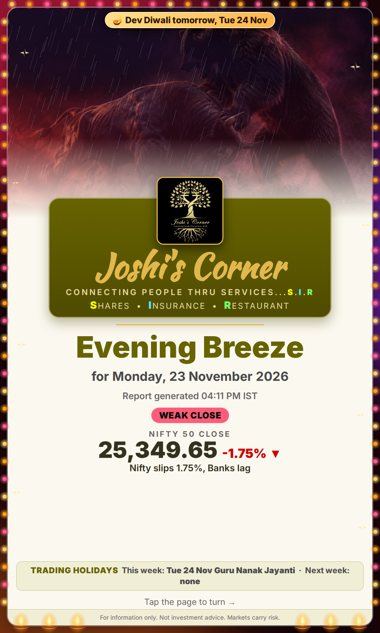 🪔 Dev Diwali tomorrow, Tue 24 Nov
Joshi's Corner
Joshi's Corner
CONNECTING PEOPLE THRU SERVICES...S.I.R
SHARES • INSURANCE • RESTAURANT
Evening Breeze
for Monday, 23 November 2026
Report generated 04:11 PM IST
WEAK CLOSE
NIFTY 50 CLOSE
25,349.65 -1.75% ▼
Nifty slips 1.75%, Banks lag
TRADING HOLIDAYS This week: Tue 24 Nov Guru Nanak Jayanti · Next week:
none
Tap the page to turn →
For information only. Not investment advice. Markets carry risk.